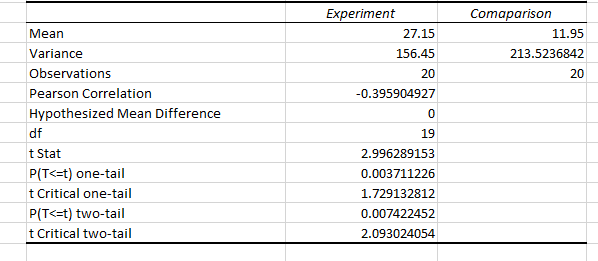 Experiment Comaparison
Mean 27.15 11.95
Variance 156.45 213.5236842
Observations 20 20
Pearson Correlation -0.395904927
Hypothesized Mean Difference 0
df 19
t Stat 2.996289153
P(T<=t) one-tail 0.003711226
t Critical one-tail 1.729132812
P(T<=t) two-tail 0.007422452
t Critical two-tail 2.093024054